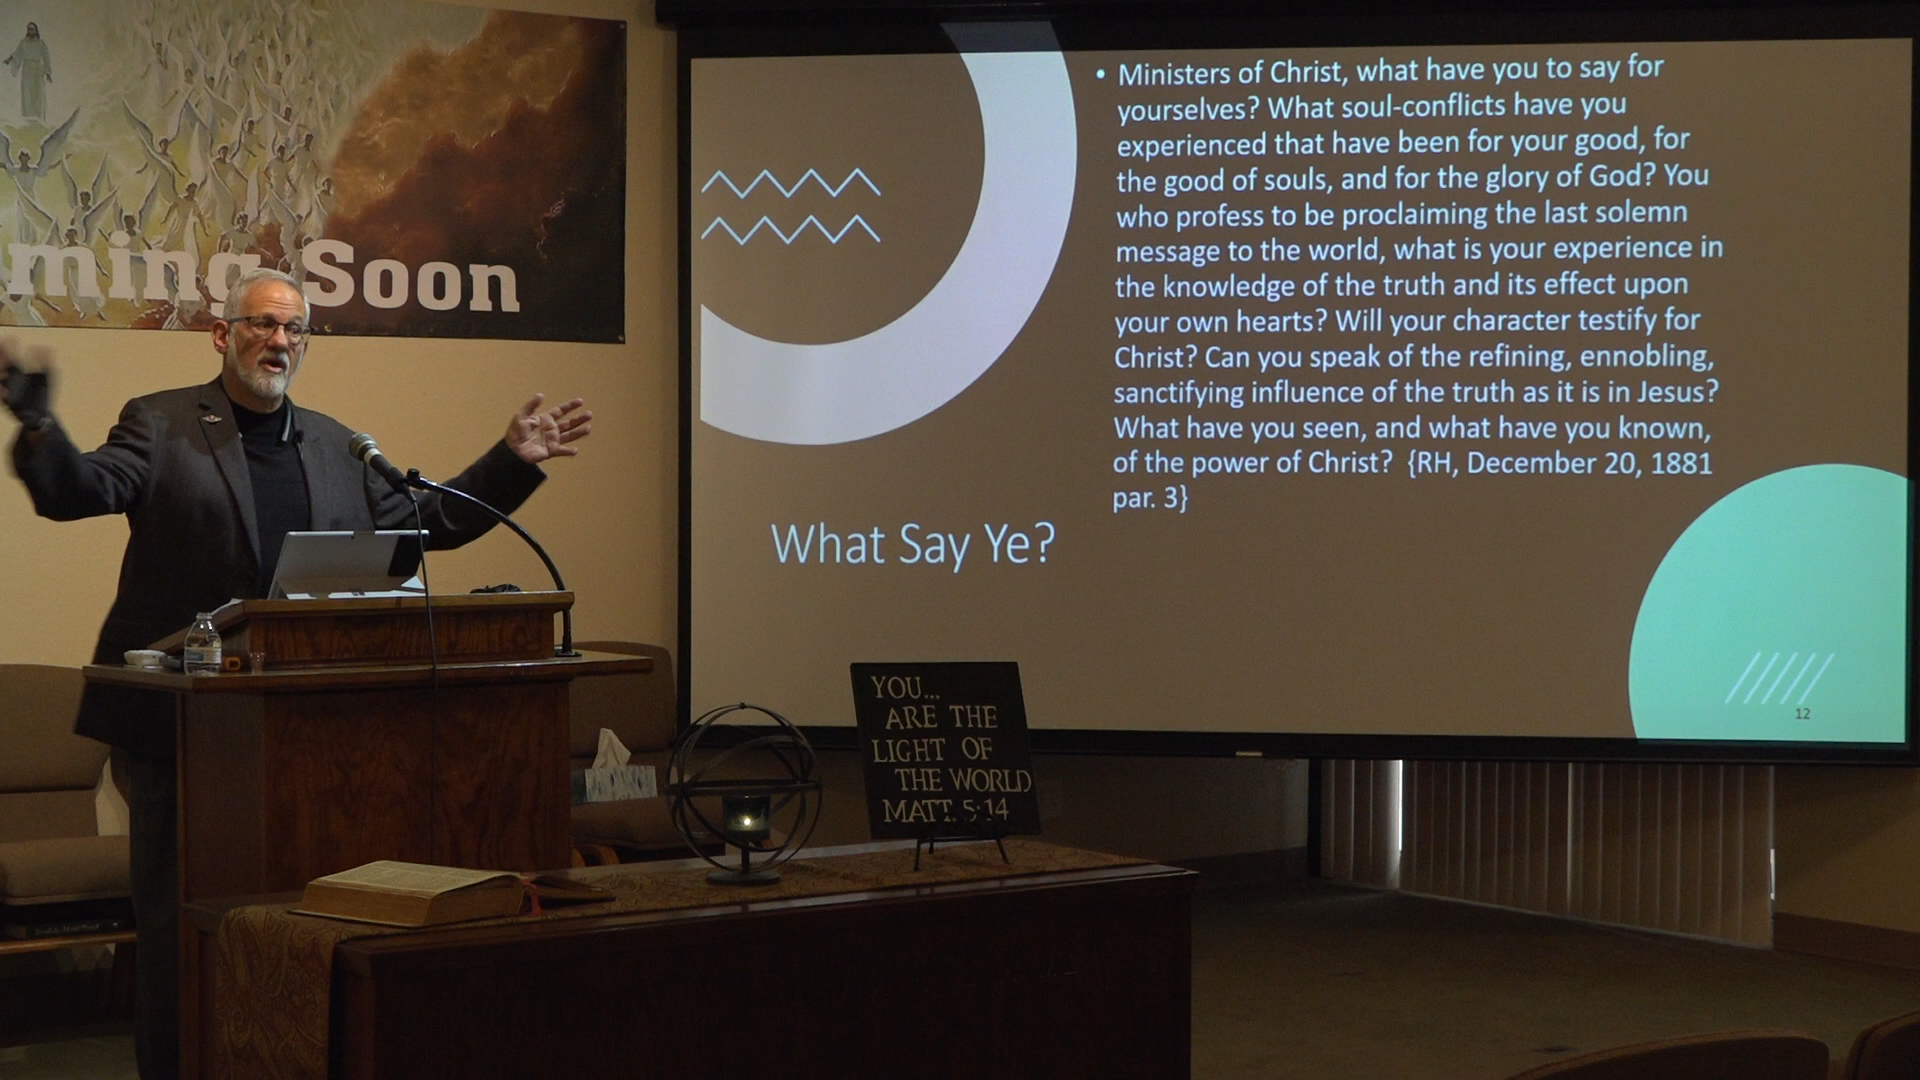 ming Soon
• Ministers of Christ, what have you to say for
yourselves? What soul-conflicts have you
experienced that have been for your good, for
the good of souls, and for the glory of God? You
who profess to be proclaiming the last solemn
message to the world, what is your experience in
the knowledge of the truth and its effect upon
your own hearts? Will your character testify for
Christ? Can you speak of the refining, ennobling,
sanctifying influence of the truth as it is in Jesus?
What have you seen, and what have you known,
of the power of Christ? {RH, December 20, 1881
par. 3}
What Say Ye?
12
YOU...
ARE THE
LIGHT OF
THE WORLD
MATT. 5:14